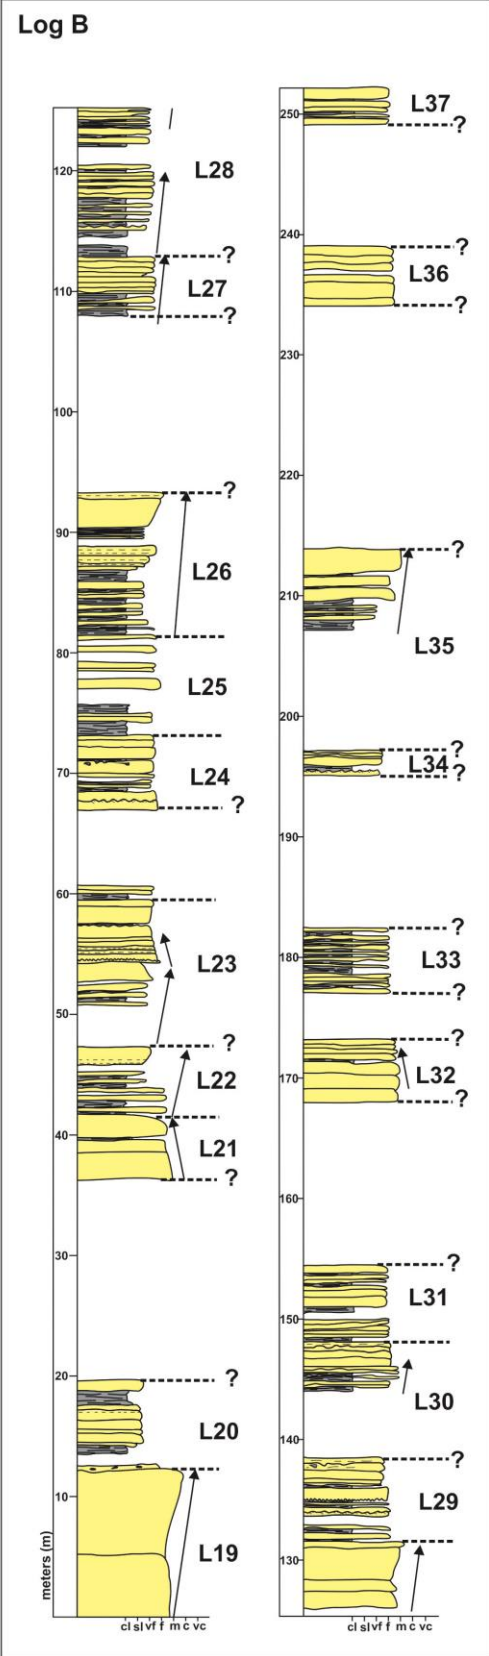 Log B
120
110
100
90
80
70
60
50
40
30
20
10
meters (m)
L28
?
L27
?
?
L26
L25
L24
?
L23
?
L22
L21
?
?
L20
L19
cl sl vf f m c vc
250
240
230
220
210
200
190
180
170
160
150
140
130
L37
?
?
L36
?
?
L35
?
L34 ?
?
L33
?
?
L32
?
?
L31
L30
?
L29
cl sl vf f m c vc